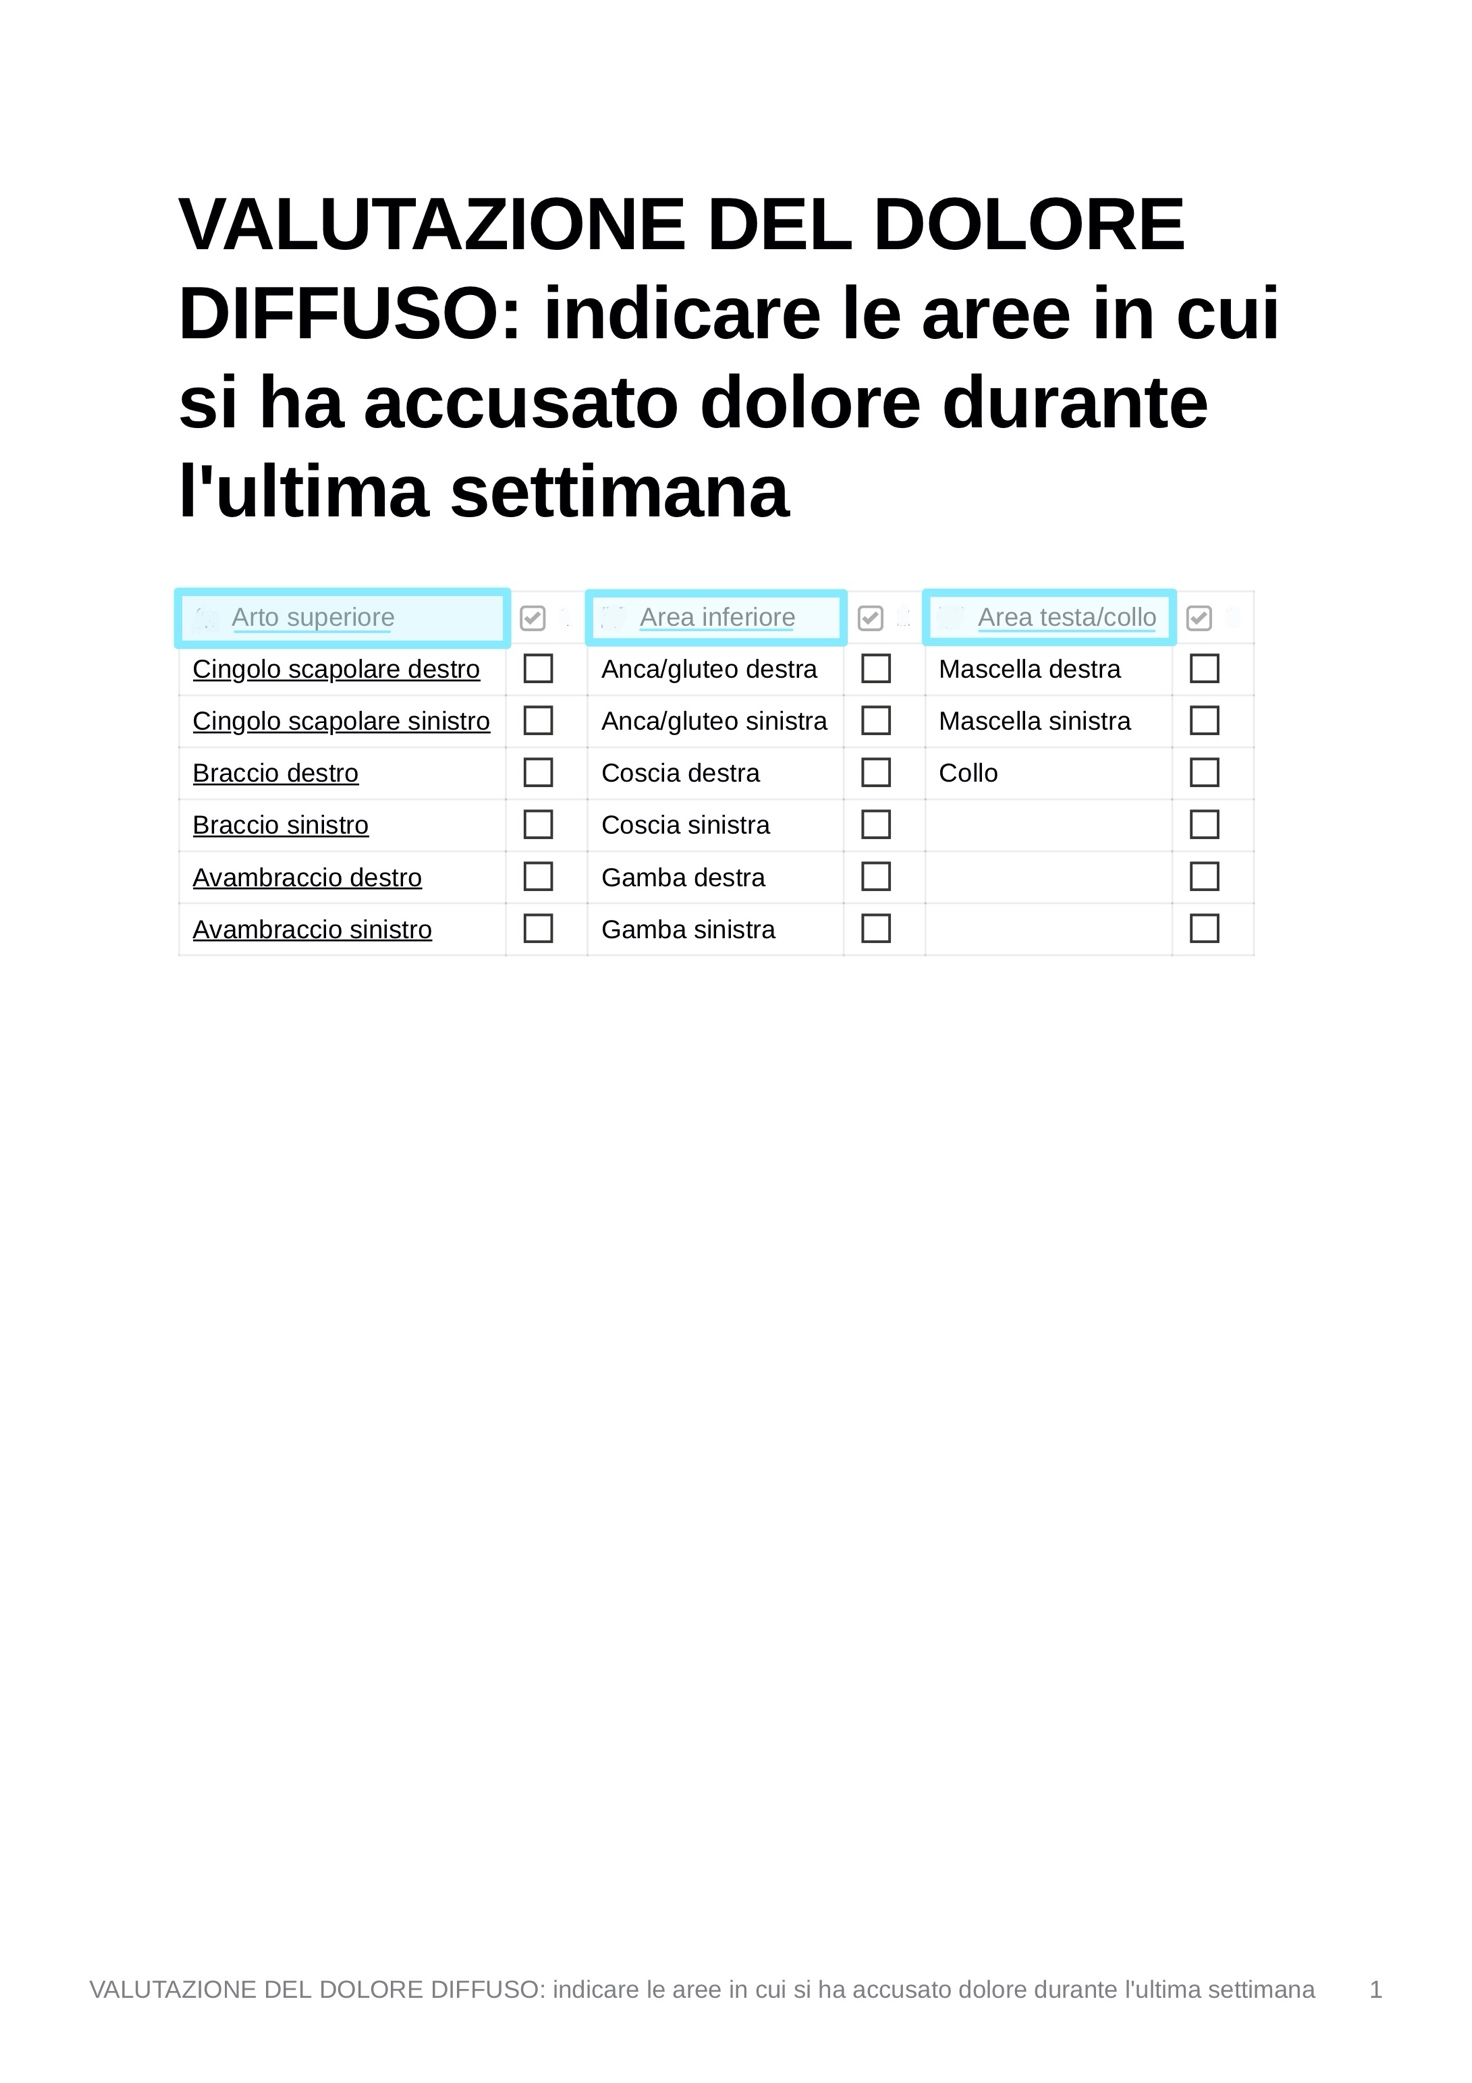 VALUTAZIONE DEL DOLORE
DIFFUSO: indicare le aree in cui
si ha accusato dolore durante
l'ultima settimana
Arto superiore Area inferiore Area testa/collo
Cingolo scapolare destro Anca/gluteo destra Mascella destra
Cingolo scapolare sinistro Anca/gluteo sinistra Mascella sinistra
Braccio destro Coscia destra Collo
Braccio sinistro Coscia sinistra
Avambraccio destro Gamba destra
Avambraccio sinistro Gamba sinistra
VALUTAZIONE DEL DOLORE DIFFUSO: indicare le aree in cui si ha accusato dolore durante l'ultima settimana 1